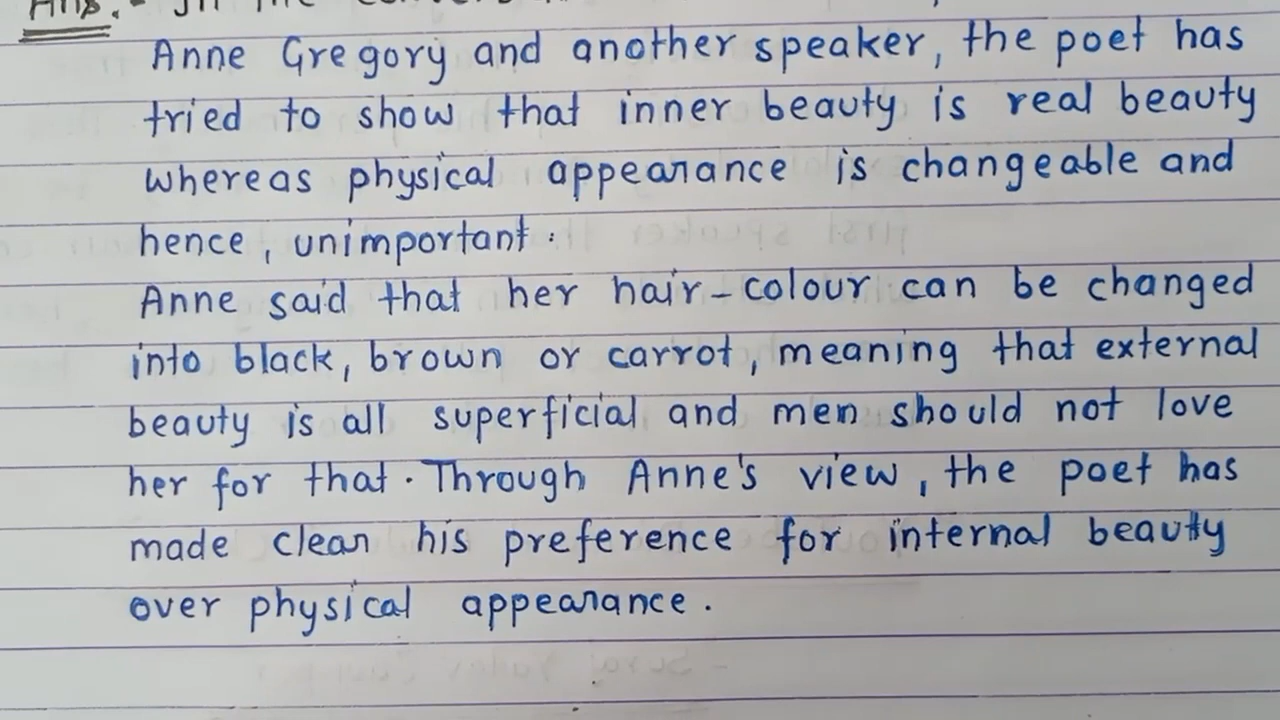 Ans.- In the
Anne Gregory and another speaker, the poet has
tried to show that inner beauty is real beauty
whereas physical appearance is changeable and
hence, unimportant.
Anne said that her hair-colour can be changed
into black, brown or carrot, meaning that external
beauty is all superficial and men should not love
her for that. Through Anne's view, the poet has
made clear his preference for internal beauty
over physical appearance.